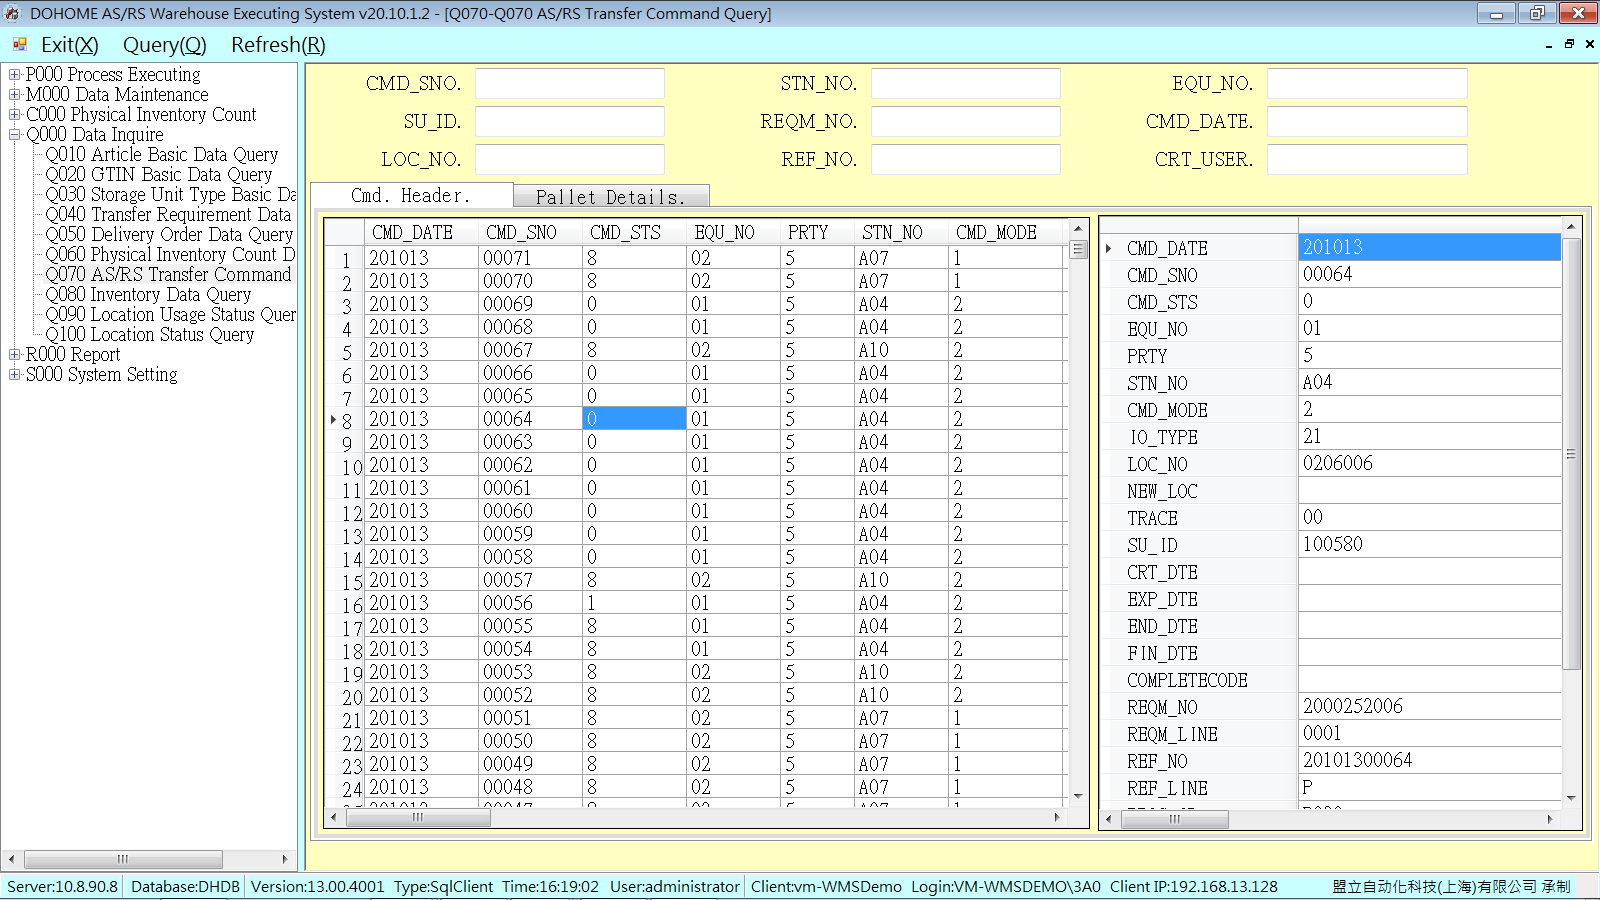 DOHOME AS/RS Warehouse Executing System v20.10.1.2 - [Q070-Q070 AS/RS Transfer Command Query]
Exit(X) Query(Q) Refresh(R)
P000 Process Executing
M000 Data Maintenance
C000 Physical Inventory Count
Q000 Data Inquire
Q010 Article Basic Data Query
Q020 GTIN Basic Data Query
Q030 Storage Unit Type Basic Da
Q040 Transfer Requirement Data
Q050 Delivery Order Data Query
Q060 Physical Inventory Count D
Q070 AS/RS Transfer Command
Q080 Inventory Data Query
Q090 Location Usage Status Quer
Q100 Location Status Query
R000 Report
S000 System Setting
CMD_SNO. STN_NO. EQU_NO.
SU_ID. REQM_NO. CMD_DATE.
LOC_NO. REF_NO. CRT_USER.
Cmd. Header. Pallet Details.
CMD_DATE CMD_SNO CMD_STS EQU_NO PRTY STN_NO CMD_MODE
1 201013 00071 8 02 5 A07 1
2 201013 00070 8 02 5 A07 1
3 201013 00069 0 01 5 A04 2
4 201013 00068 0 01 5 A04 2
5 201013 00067 8 02 5 A10 2
6 201013 00066 0 01 5 A04 2
7 201013 00065 0 01 5 A04 2
8 201013 00064 0 01 5 A04 2
9 201013 00063 0 01 5 A04 2
10 201013 00062 0 01 5 A04 2
11 201013 00061 0 01 5 A04 2
12 201013 00060 0 01 5 A04 2
13 201013 00059 0 01 5 A04 2
14 201013 00058 0 01 5 A04 2
15 201013 00057 8 02 5 A10 2
16 201013 00056 1 01 5 A04 2
17 201013 00055 8 01 5 A04 2
18 201013 00054 8 01 5 A04 2
19 201013 00053 8 02 5 A10 2
20 201013 00052 8 02 5 A10 2
21 201013 00051 8 02 5 A07 1
22 201013 00050 8 02 5 A07 1
23 201013 00049 8 02 5 A07 1
24 201013 00048 8 02 5 A07 1
CMD_DATE 201013
CMD_SNO 00064
CMD_STS 0
EQU_NO 01
PRTY 5
STN_NO A04
CMD_MODE 2
IO_TYPE 21
LOC_NO 0206006
NEW_LOC
TRACE 00
SU_ID 100580
CRT_DTE
EXP_DTE
END_DTE
FIN_DTE
COMPLETECODE
REQM_NO 2000252006
REQM_LINE 0001
REF_NO 20101300064
REF_LINE P
Server:10.8.90.8 Database:DHDB Version:13.00.4001 Type:SqlClient Time:16:19:02 User:administrator Client:vm-WMSDemo Login:VM-WMSDEMO\3A0 Client IP:192.168.13.128 盟立自动化科技(上海)有限公司 承制